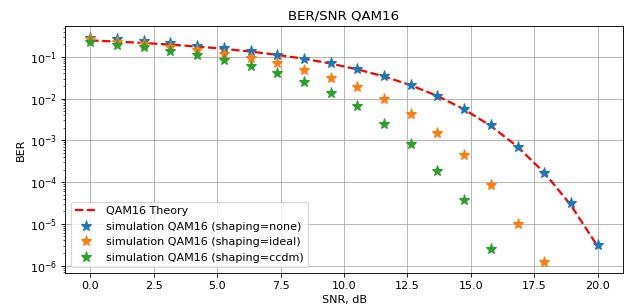 BER/SNR QAM16
BER
10⁻¹
10⁻²
10⁻³
10⁻⁴
10⁻⁵
10⁻⁶
QAM16 Theory
simulation QAM16 (shaping=none)
simulation QAM16 (shaping=ideal)
simulation QAM16 (shaping=ccdm)
0.0 2.5 5.0 7.5 10.0 12.5 15.0 17.5 20.0
SNR, dB